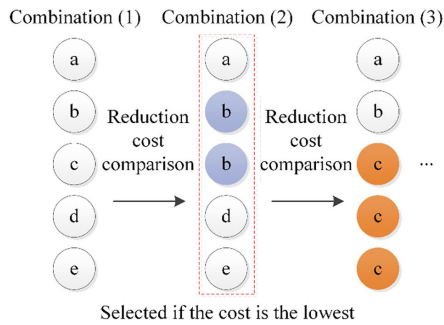 Combination (1) Combination (2) Combination (3)
a a a
b b b
Reduction cost comparison Reduction cost comparison
c b c ...
d d c
e e c
Selected if the cost is the lowest